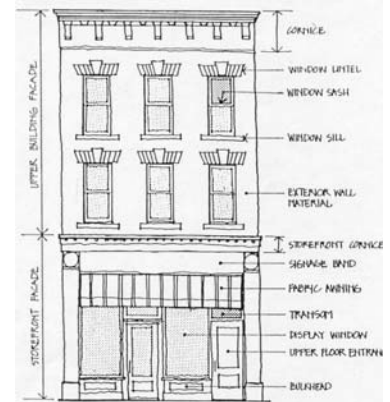 CORNICE
WINDOW LINTEL
WINDOW SASH
WINDOW SILL
EXTERIOR WALL
MATERIAL
STOREFRONT CORNICE
SIGNAGE BAND
FABRIC AWNING
TRANSOM
DISPLAY WINDOW
UPPER FLOOR ENTRAN
BULKHEAD
UPPER BUILDING FACADE
STOREFRONT FACADE